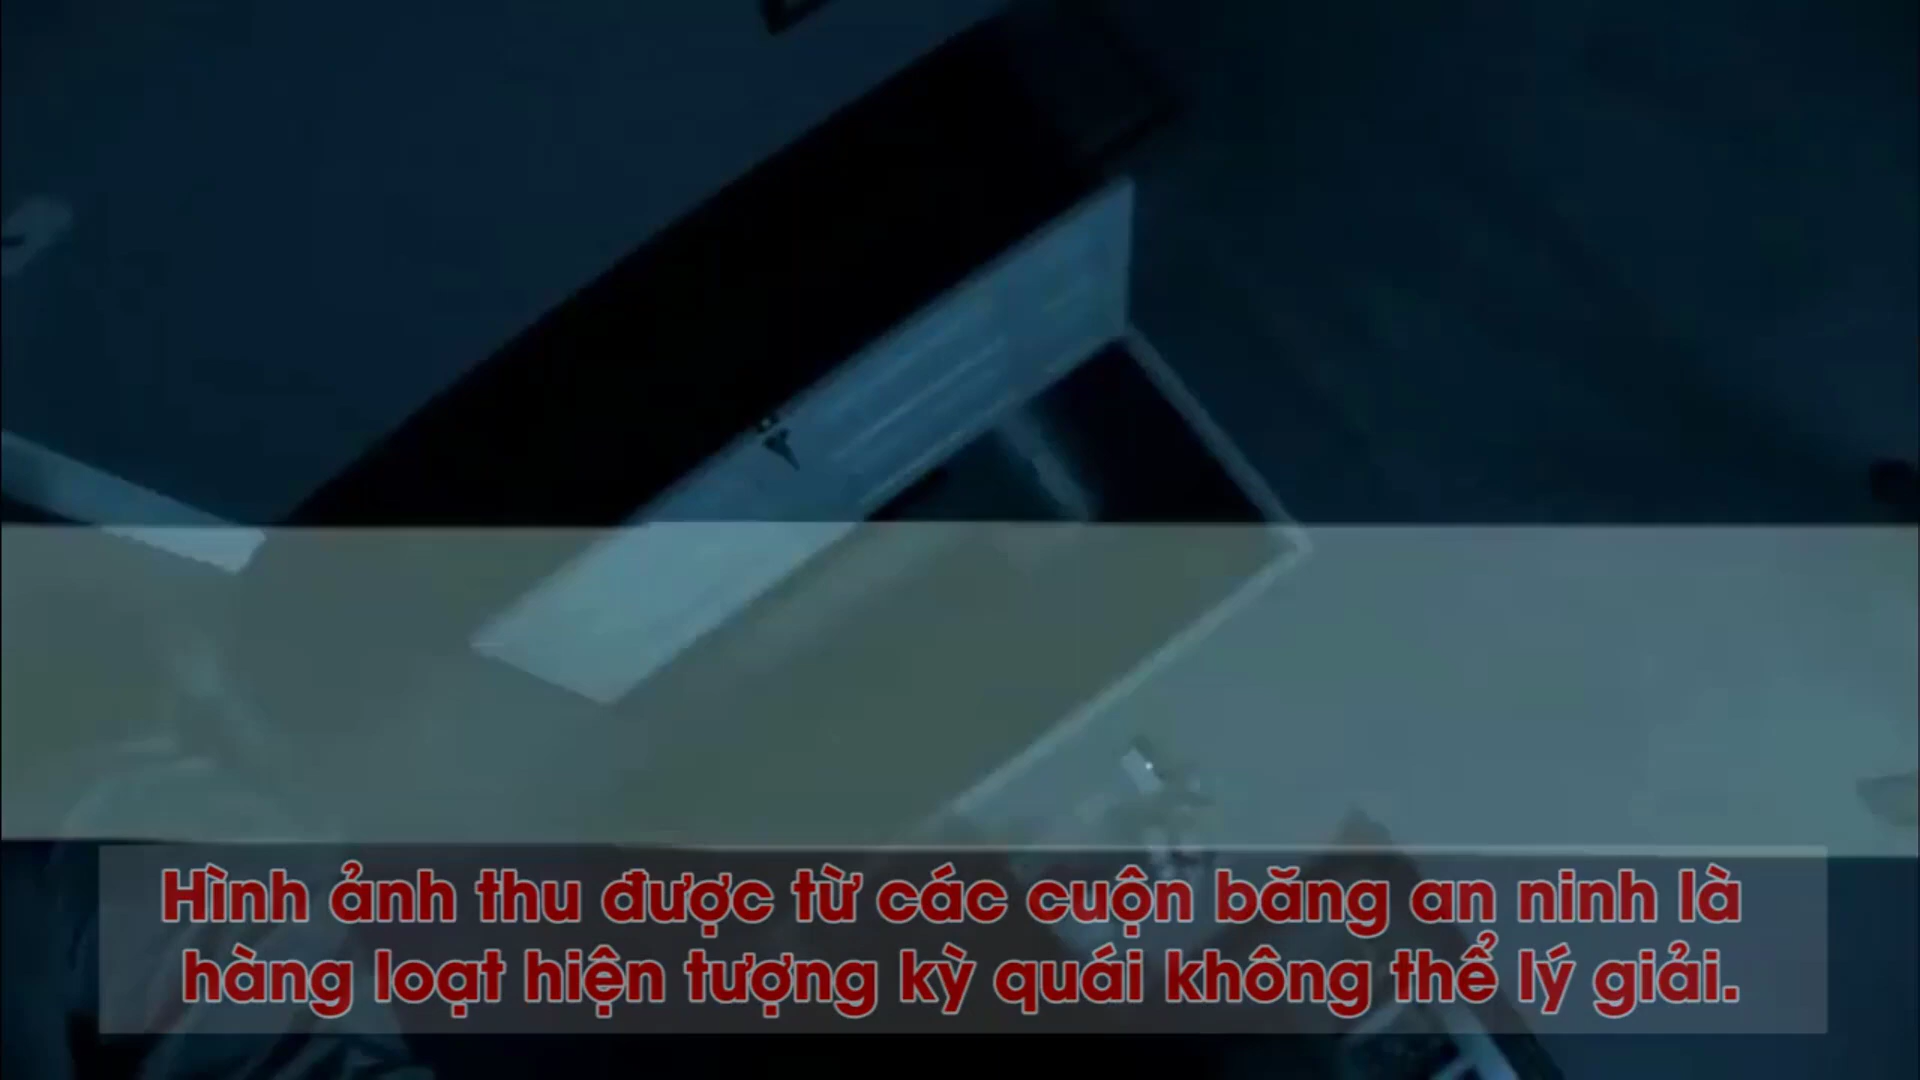 Hình ảnh thu được từ các cuộn băng an ninh là
hàng loạt hiện tượng kỳ quái không thể lý giải.